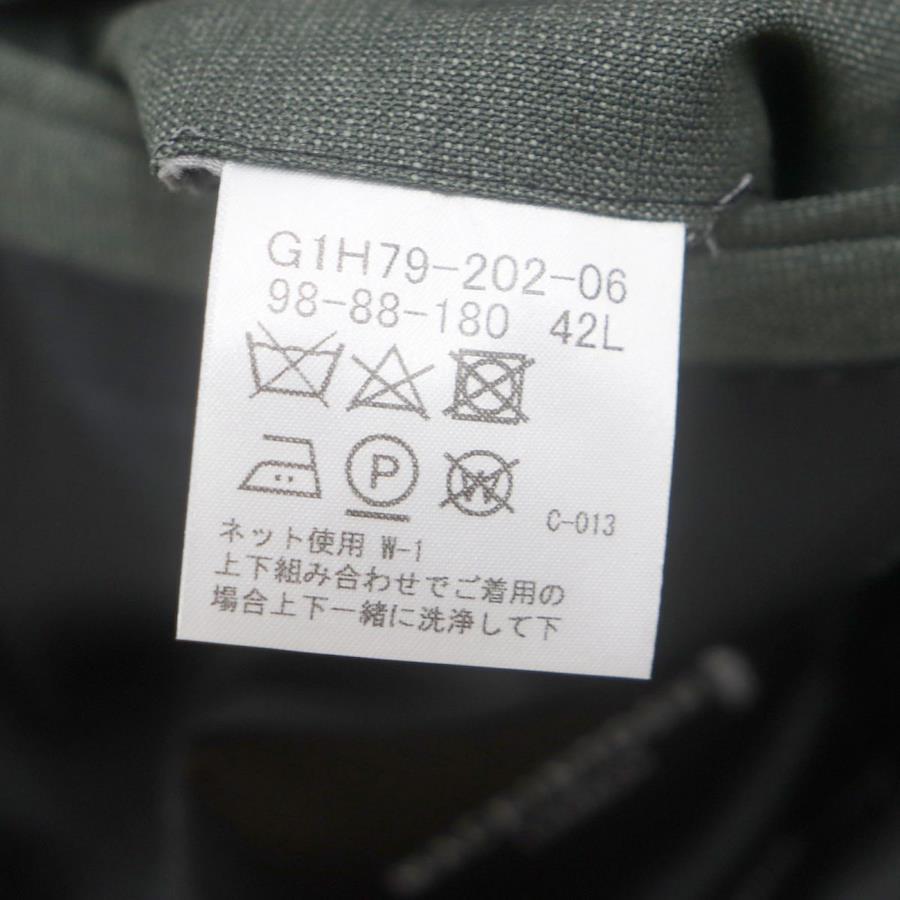 G1H79-202-06
98-88-180 42L
P
W
C-013
ネット使用 W-1
上下組み合わせでご着用の
場合上下一緒に洗浄して下